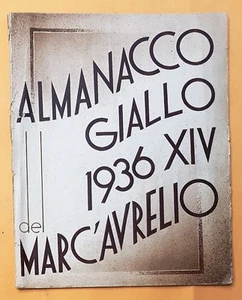 ALMANACCO
GIALLO
1936 XIV
del
MARC'AVRELIO